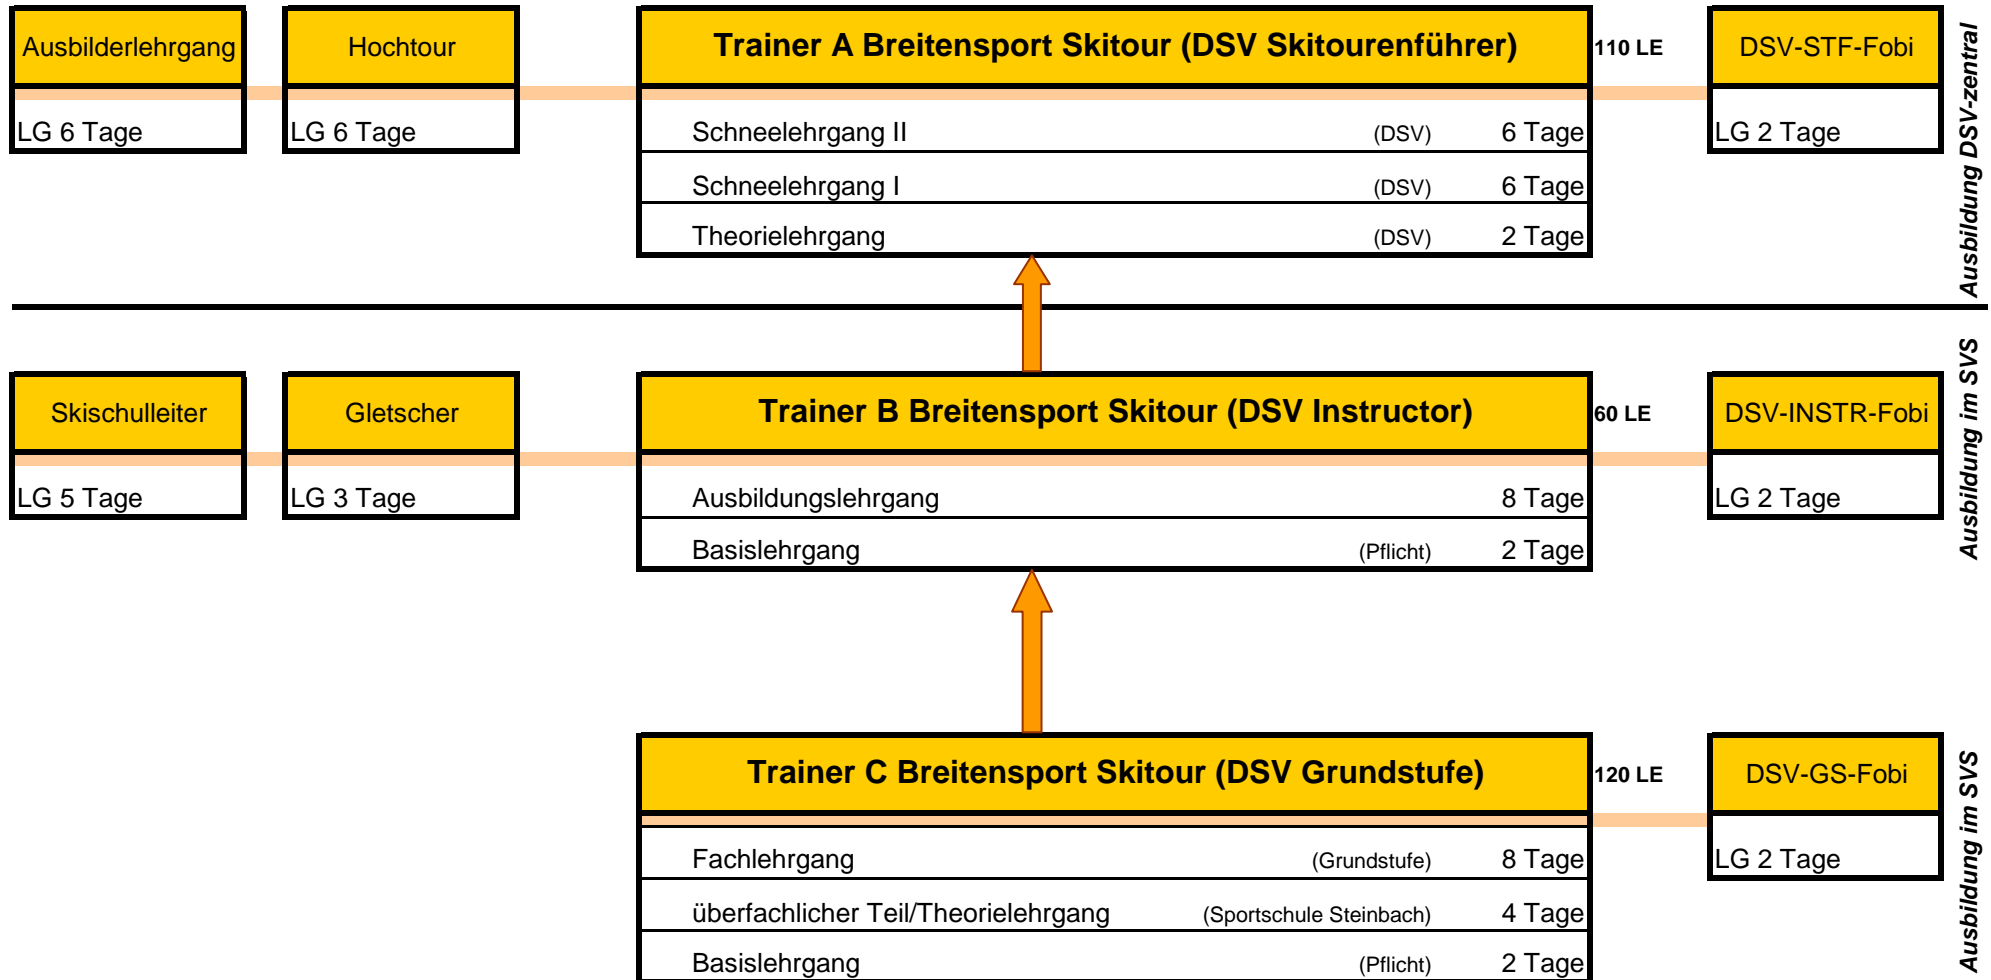 Ausbilderlehrgang
LG 6 Tage
Hochtour
LG 6 Tage
Trainer A Breitensport Skitour (DSV Skitourenführer)
110 LE
Schneelehrgang II (DSV) 6 Tage
Schneelehrgang I (DSV) 6 Tage
Theorielehrgang (DSV) 2 Tage
DSV-STF-Fobi
LG 2 Tage
Ausbildung DSV-zentral
Skischulleiter
LG 5 Tage
Gletscher
LG 3 Tage
Trainer B Breitensport Skitour (DSV Instructor)
60 LE
Ausbildungslehrgang 8 Tage
Basislehrgang (Pflicht) 2 Tage
DSV-INSTR-Fobi
LG 2 Tage
Ausbildung im SVS
Trainer C Breitensport Skitour (DSV Grundstufe)
120 LE
Fachlehrgang (Grundstufe) 8 Tage
überfachlicher Teil/Theorielehrgang (Sportschule Steinbach) 4 Tage
Basislehrgang (Pflicht) 2 Tage
DSV-GS-Fobi
LG 2 Tage
Ausbildung im SVS